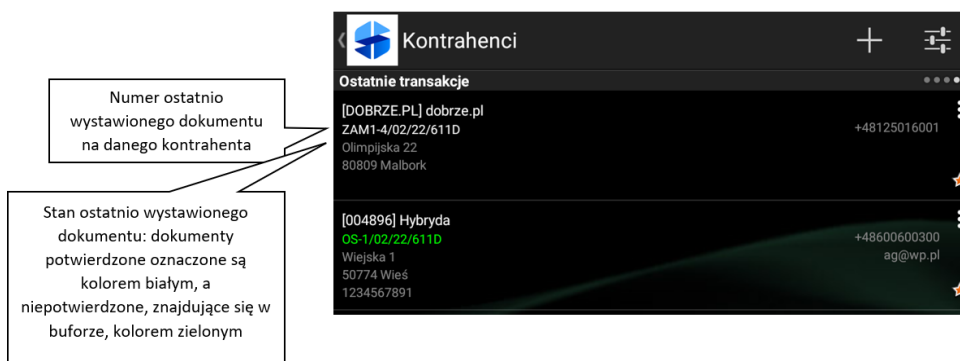 Numer ostatnio
wystawionego dokumentu
na danego kontrahenta
Stan ostatnio wystawionego
dokumentu: dokumenty
potwierdzone oznaczone są
kolorem białym, a
niepotwierdzone, znajdujące się w
buforze, kolorem zielonym
Kontrahenci
Ostatnie transakcje
[DOBRZE.PL] dobrze.pl
ZAM1-4/02/22/611D
+48125016001
Olimpijska 22
80809 Malbork
[004896] Hybryda
OS-1/02/22/611D
+48600600300
Wiejska 1
ag@wp.pl
50774 Wieś
1234567891